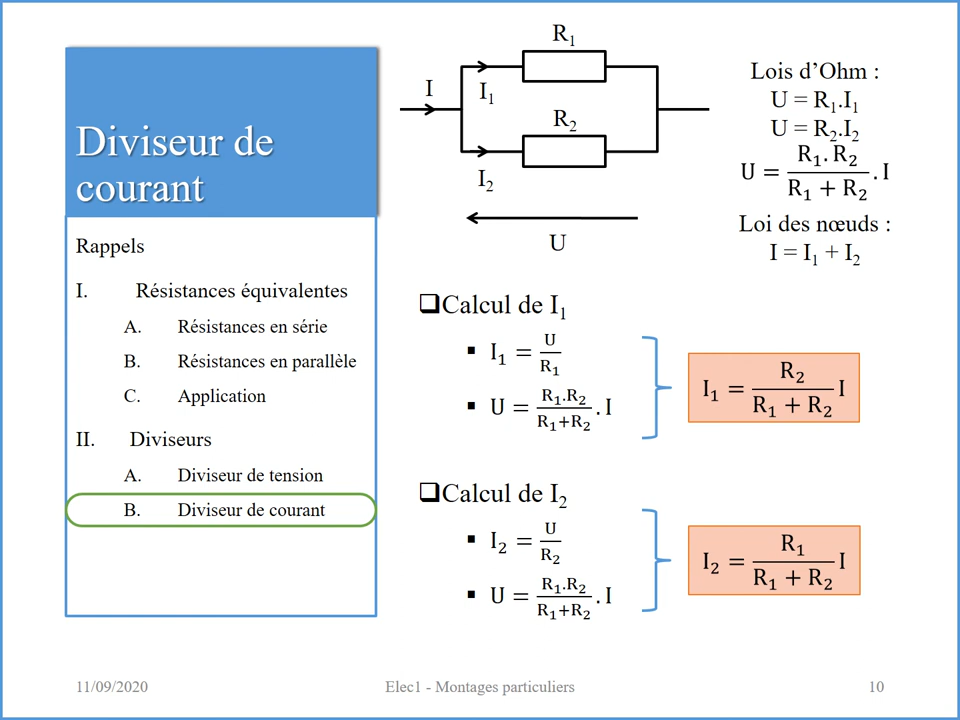 Diviseur de
courant
Rappels
I. Résistances équivalentes
A. Résistances en série
B. Résistances en parallèle
C. Application
II. Diviseurs
A. Diviseur de tension
B. Diviseur de courant
R₁
I
I₁
R₂
I₂
U
Lois d’Ohm :
U = R₁.I₁
U = R₂.I₂
U = (R₁. R₂)/(R₁ + R₂) . I
Loi des nœuds :
I = I₁ + I₂
❑Calcul de I₁
▪ I₁ = U/R₁
▪ U = (R₁.R₂)/(R₁+R₂) . I
I₁ = R₂/(R₁ + R₂) I
❑Calcul de I₂
▪ I₂ = U/R₂
▪ U = (R₁.R₂)/(R₁+R₂) . I
I₂ = R₁/(R₁ + R₂) I
11/09/2020
Elec1 - Montages particuliers
10